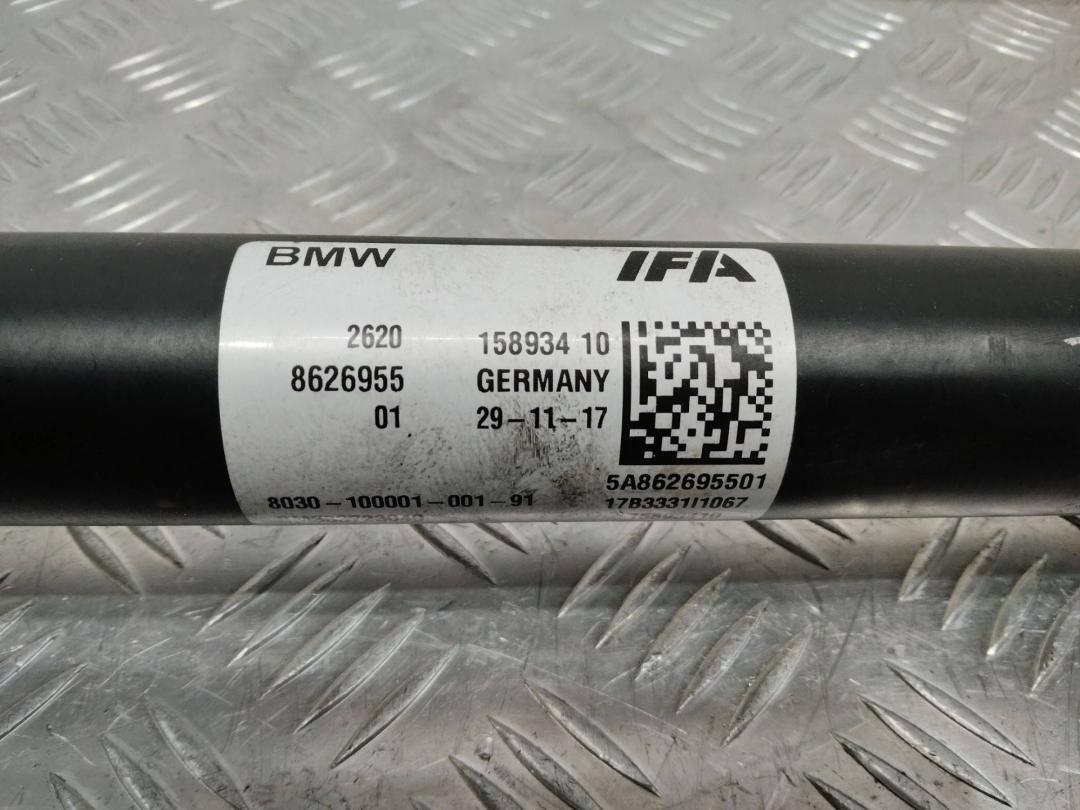 BMW IFA
2620 158934 10
8626955 GERMANY
01 29-11-17
5A862695501
8030-100001-001-91 17B3331I1067